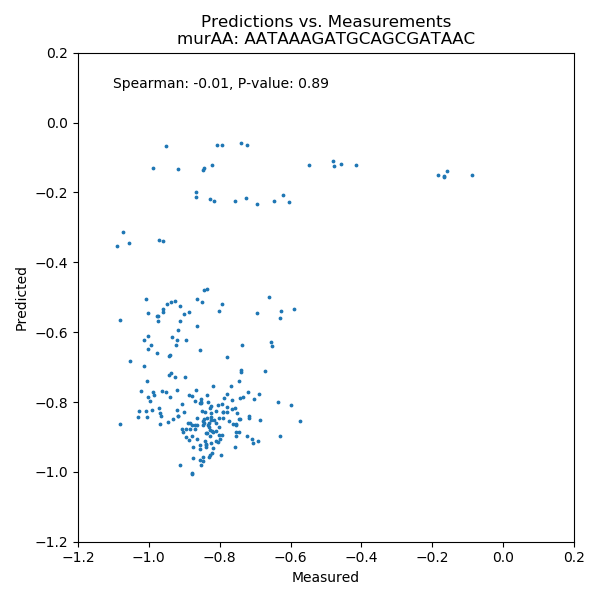 Predictions vs. Measurements
murAA: AATAAAGATGCAGCGATAAC
Spearman: -0.01, P-value: 0.89
0.2
0.0
−0.2
−0.4
−0.6
−0.8
−1.0
−1.2
Predicted
−1.2 −1.0 −0.8 −0.6 −0.4 −0.2 0.0 0.2
Measured